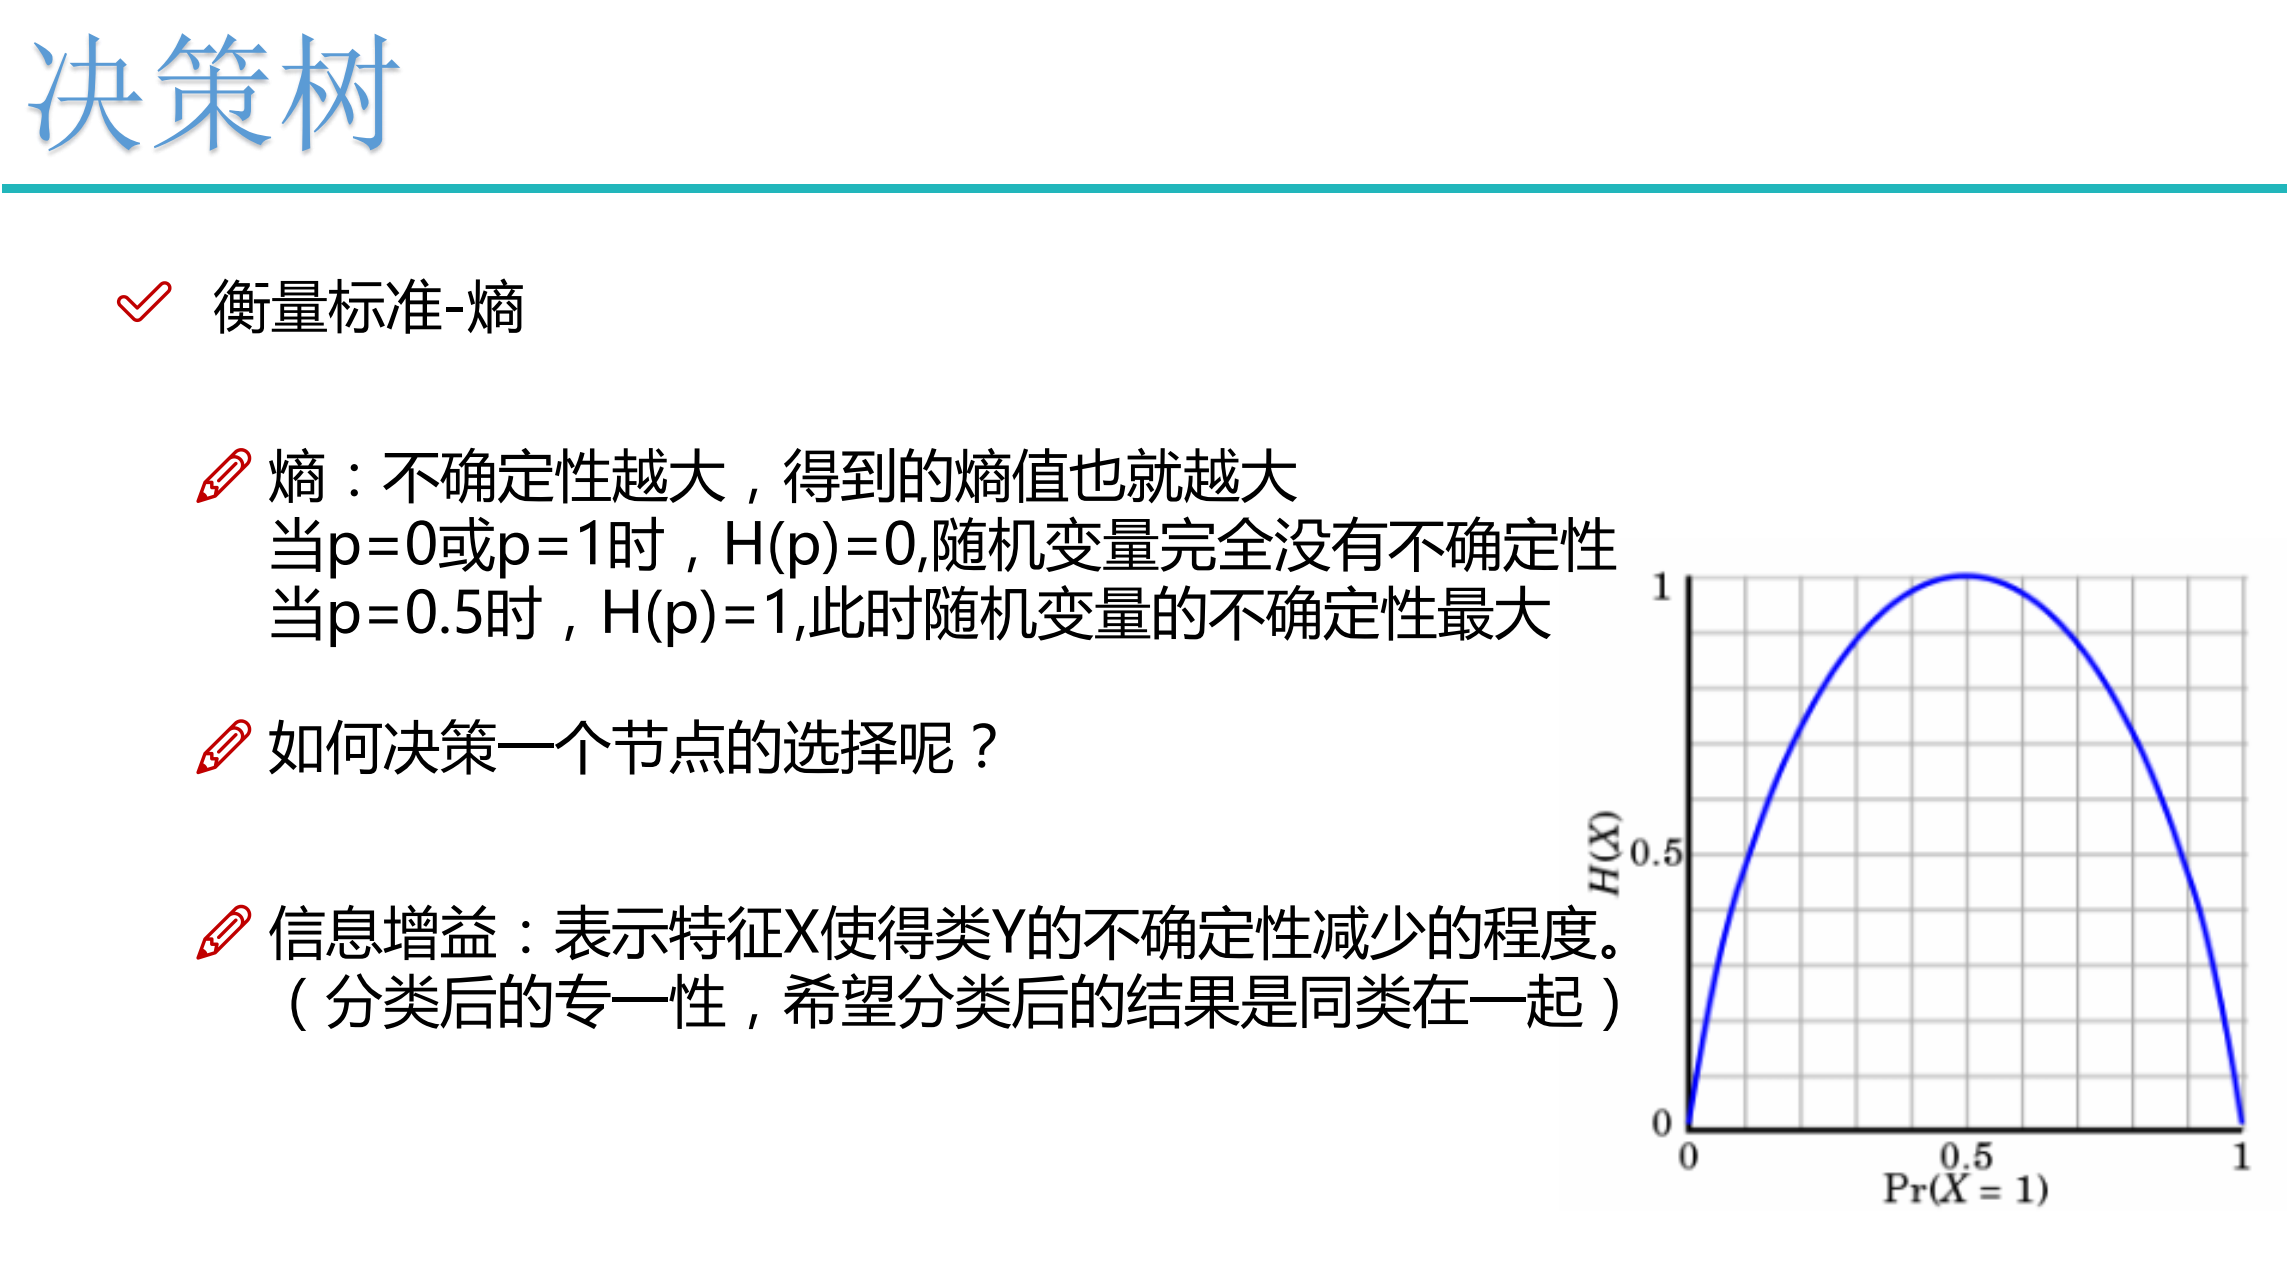 决策树
衡量标准-熵
熵：不确定性越大，得到的熵值也就越大
当p=0或p=1时，H(p)=0,随机变量完全没有不确定性
当p=0.5时，H(p)=1,此时随机变量的不确定性最大
如何决策一个节点的选择呢？
信息增益：表示特征X使得类Y的不确定性减少的程度。
（分类后的专一性，希望分类后的结果是同类在一起）
1
H(X)
0.5
0
0 0.5 1
Pr(X = 1)